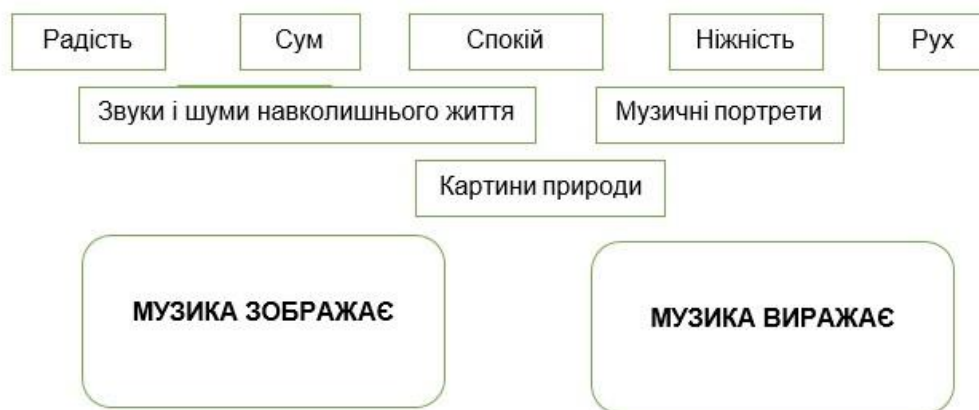 Радість Сум Спокій Ніжність Рух
Звуки і шуми навколишнього життя Музичні портрети
Картини природи
МУЗИКА ЗОБРАЖАЄ МУЗИКА ВИРАЖАЄ